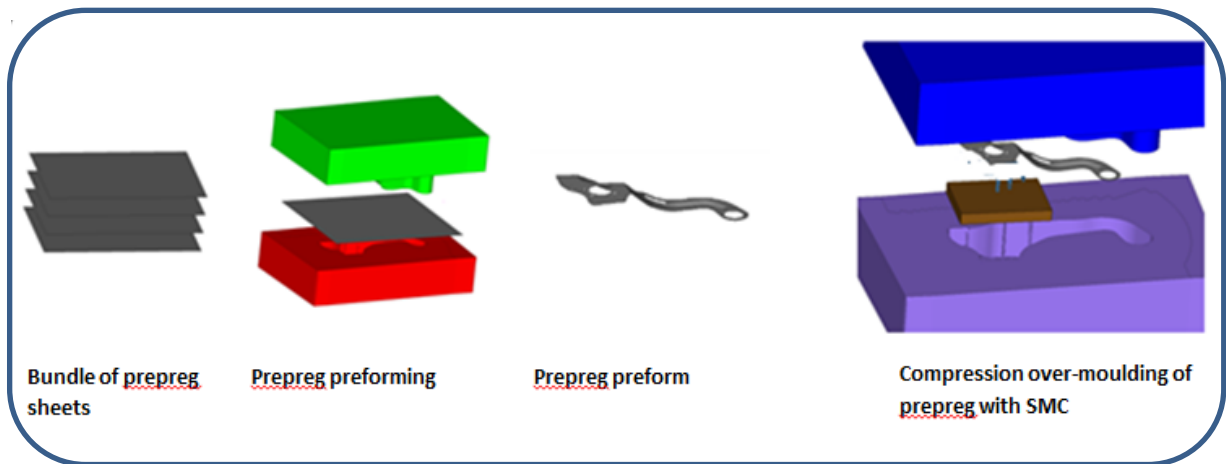 Bundle of prepreg
sheets
Prepreg preforming
Prepreg preform
Compression over-moulding of
prepreg with SMC